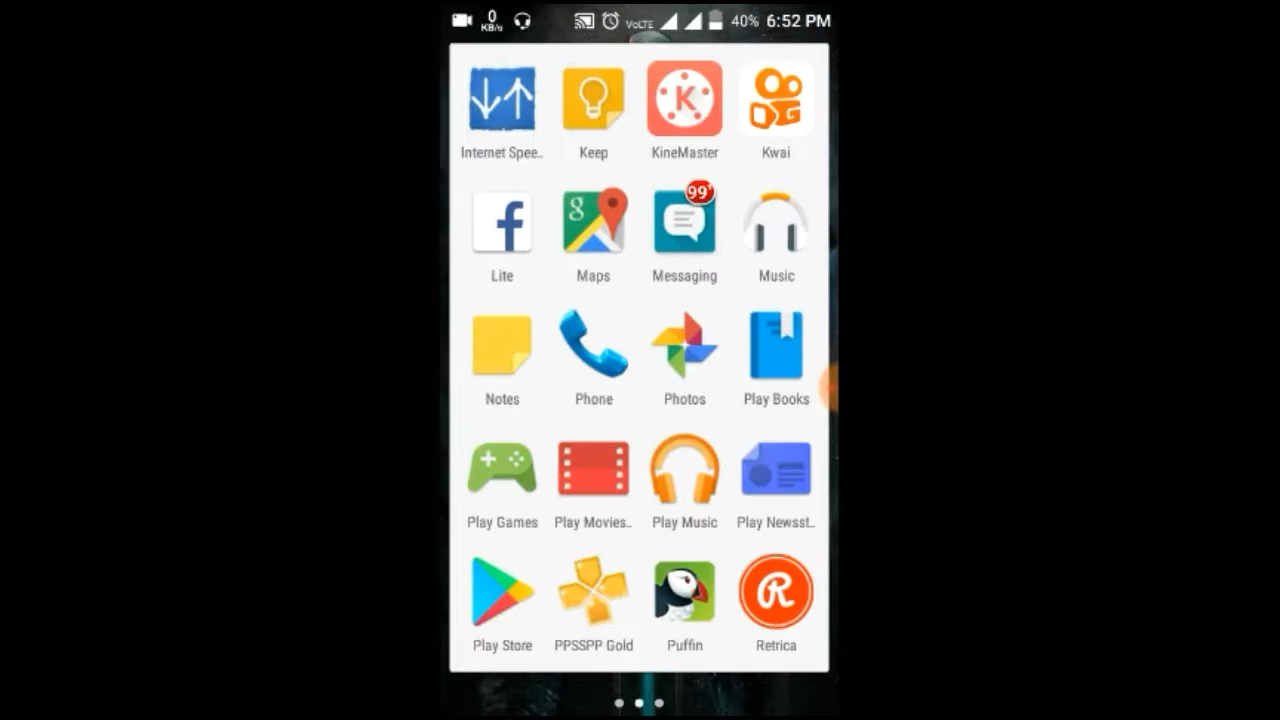 0 KB/s VoLTE 40% 6:52 PM
Internet Spee.. Keep KineMaster Kwai
Lite Maps Messaging Music
99+
Notes Phone Photos Play Books
Play Games Play Movies.. Play Music Play Newsst..
Play Store PPSSPP Gold Puffin Retrica